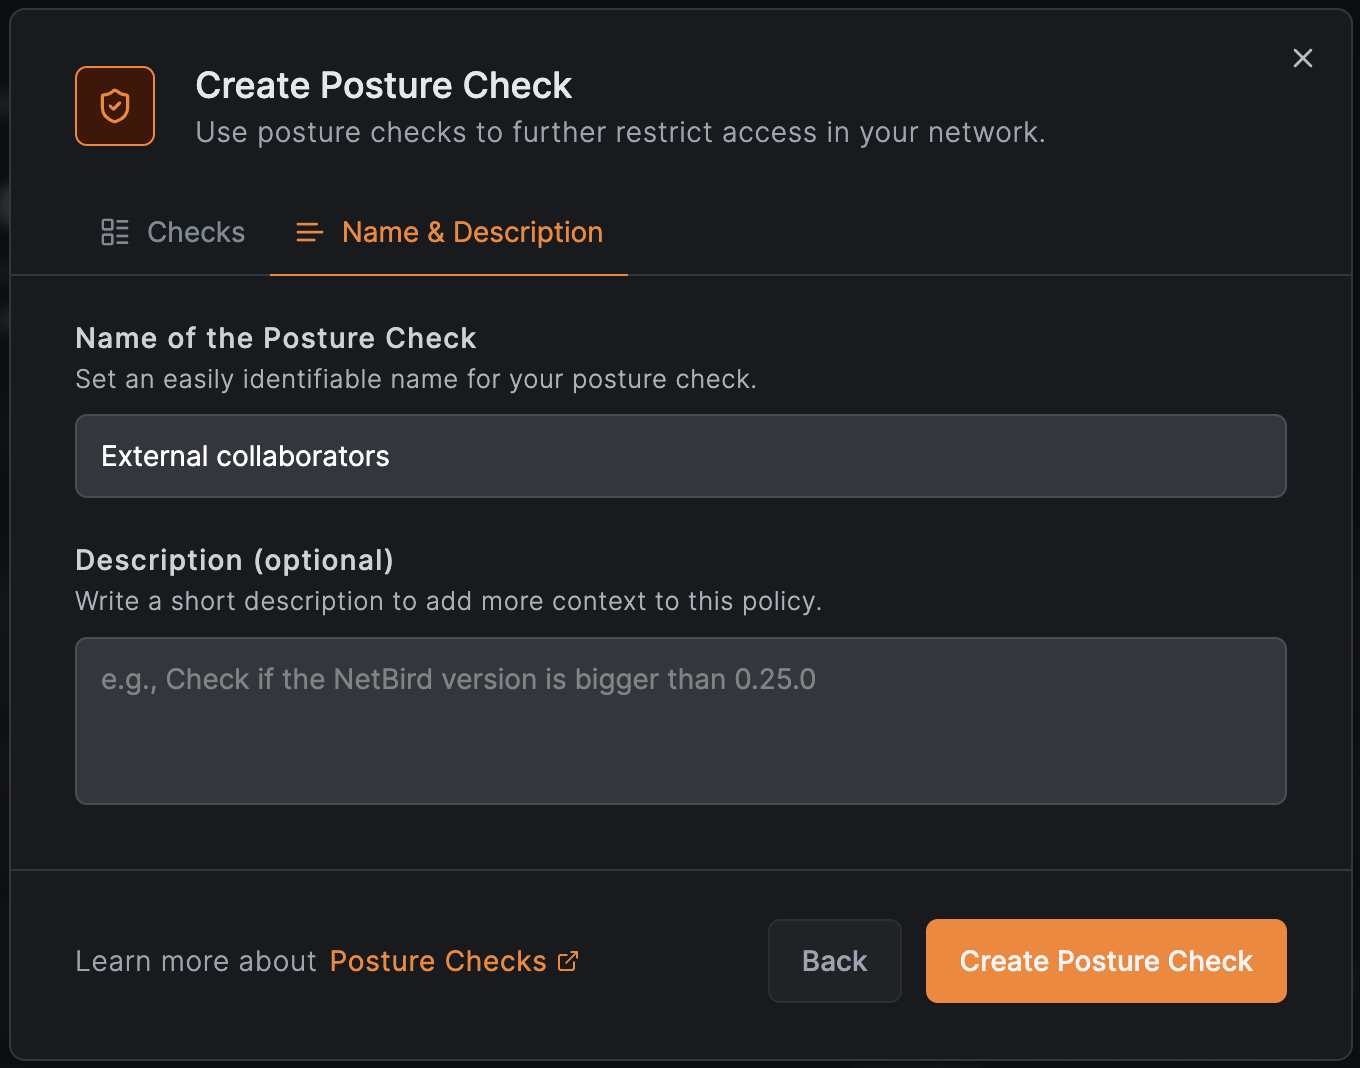 Create Posture Check
Use posture checks to further restrict access in your network.
Checks
Name & Description
Name of the Posture Check
Set an easily identifiable name for your posture check.
External collaborators
Description (optional)
Write a short description to add more context to this policy.
e.g., Check if the NetBird version is bigger than 0.25.0
Learn more about Posture Checks
Back
Create Posture Check